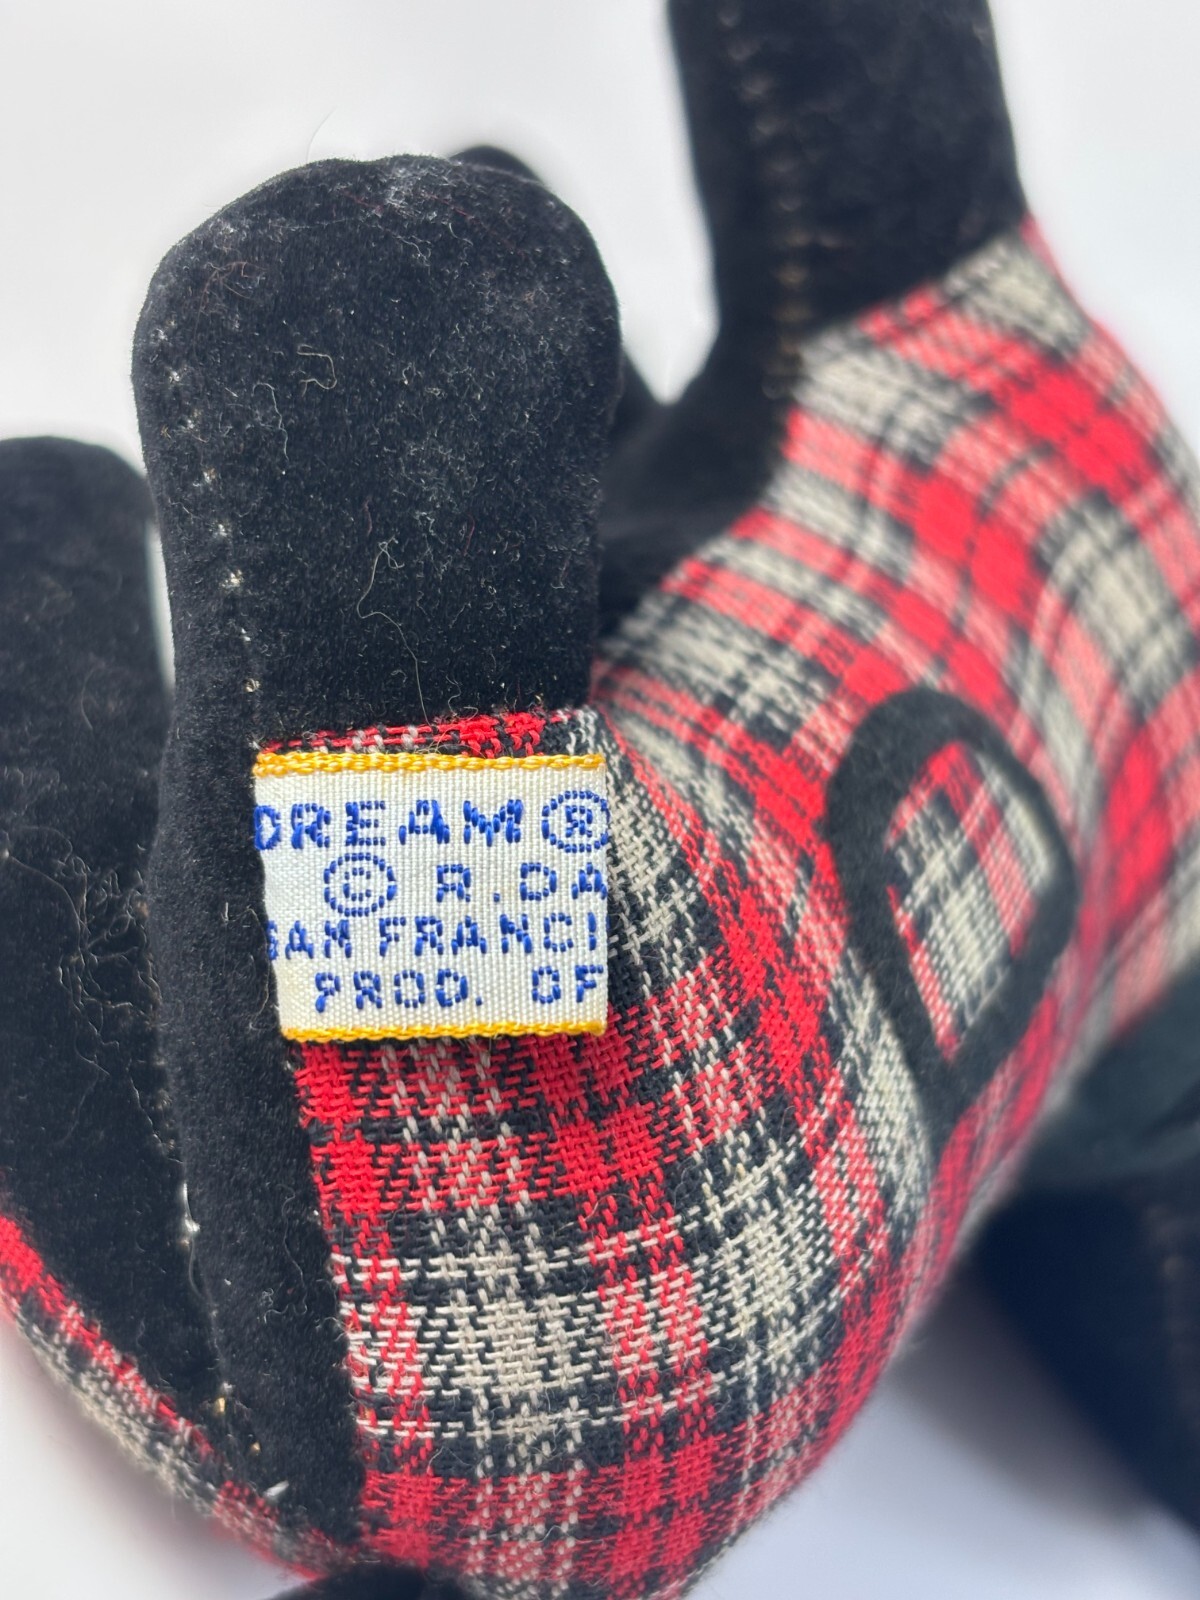 DREAM®
© R.DA
SAN FRANCI
PROD. OF